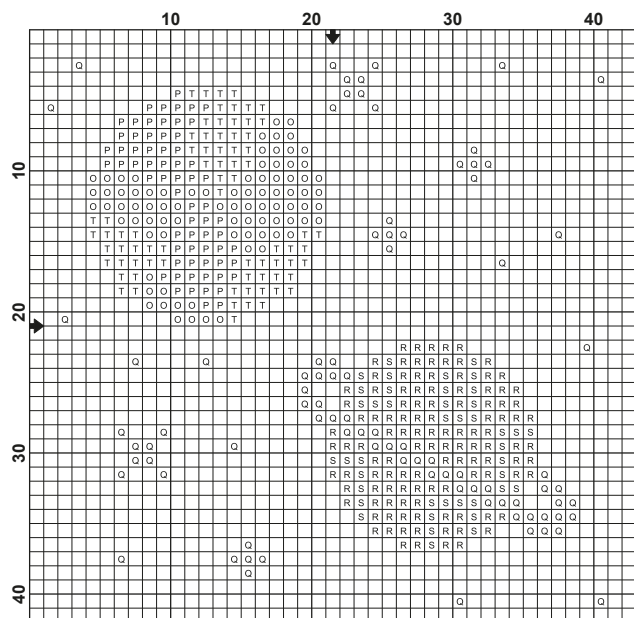 10 20 30 40
Q Q Q Q
Q Q Q
P T T T T Q Q
Q P P P P P T T T T Q Q
P P P P P P T T T T T O O
P P P P P P T T T T O O O
P P P P P P T T T T O O O O O Q
10 P P P P P P P T T T T O O O O Q Q Q
O O O O P P P P T T T O O O O O O Q
O O O O O O P O T O O O O O O O O
O O O O O O P P T O O O O O O O O
T T O O O O P P P O O O O O O O O Q
T T O O O O P P P P O O O O O T T Q Q Q Q
T T T T T P P P P O O O T T T Q
T T T T T P P P P P O T T T T Q
T T O P P P P P T T T T T
T T O O O P P P T T T T T
O O O O P P T T T
20 Q O O O O T
R R R R R Q
Q Q Q Q R S R R R R R S R
Q Q Q Q S R R R R R S R R
Q R S R R R R R R S R R R
Q Q R S R R R R R S S R R
Q Q Q R R R R R S S R R R R
Q Q R Q Q Q R R R R S S R R S S
Q Q Q R R R Q Q Q R R R R R S S R
30 Q Q S S S R R Q Q Q R R R S R
Q Q R S S R R R R Q Q Q R S R Q
S R R R R R R Q Q Q S S Q Q
R S R R R R S R R S Q Q Q Q Q
S R R R R S R R S R R Q Q Q Q Q
R S R R R R S R R Q Q Q
Q R R S R R
Q Q Q Q
Q
40 Q Q